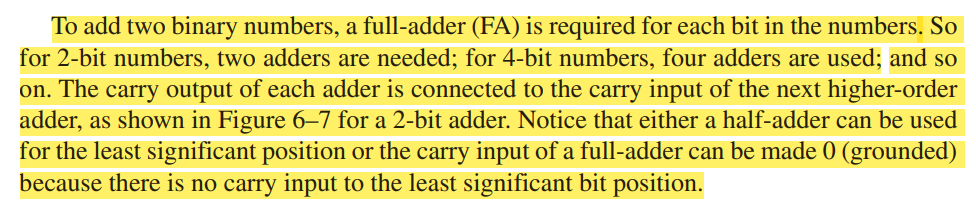 To add two binary numbers, a full-adder (FA) is required for each bit in the numbers. So
for 2-bit numbers, two adders are needed; for 4-bit numbers, four adders are used; and so
on. The carry output of each adder is connected to the carry input of the next higher-order
adder, as shown in Figure 6–7 for a 2-bit adder. Notice that either a half-adder can be used
for the least significant position or the carry input of a full-adder can be made 0 (grounded)
because there is no carry input to the least significant bit position.